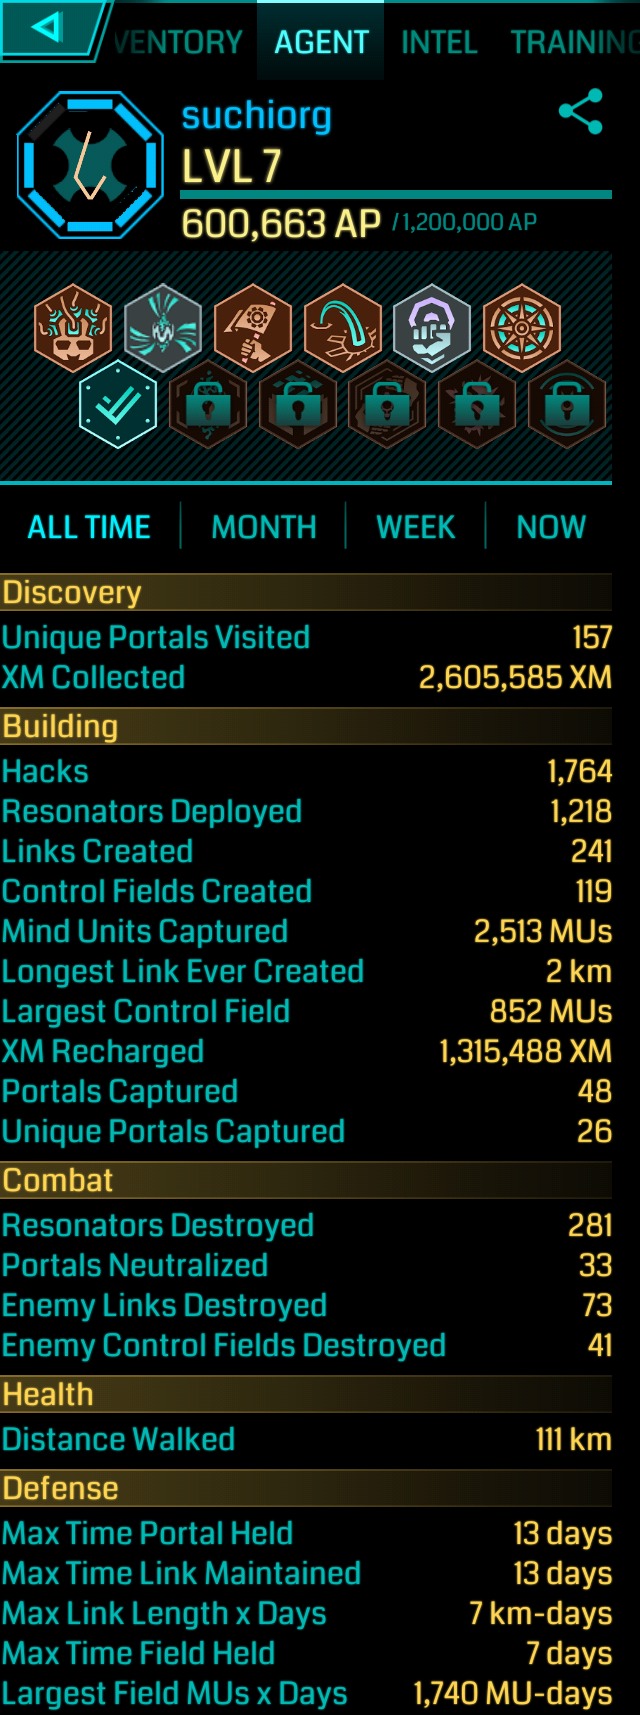 VENTORY AGENT INTEL TRAINING
suchiorg
LVL 7
600,663 AP / 1,200,000 AP
ALL TIME MONTH WEEK NOW
Discovery
Unique Portals Visited 157
XM Collected 2,605,585 XM
Building
Hacks 1,764
Resonators Deployed 1,218
Links Created 241
Control Fields Created 119
Mind Units Captured 2,513 MUs
Longest Link Ever Created 2 km
Largest Control Field 852 MUs
XM Recharged 1,315,488 XM
Portals Captured 48
Unique Portals Captured 26
Combat
Resonators Destroyed 281
Portals Neutralized 33
Enemy Links Destroyed 73
Enemy Control Fields Destroyed 41
Health
Distance Walked 111 km
Defense
Max Time Portal Held 13 days
Max Time Link Maintained 13 days
Max Link Length x Days 7 km-days
Max Time Field Held 7 days
Largest Field MUs x Days 1,740 MU-days